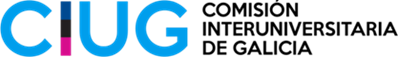 CIUG
COMISIÓN
INTERUNIVERSITARIA
DE GALICIA